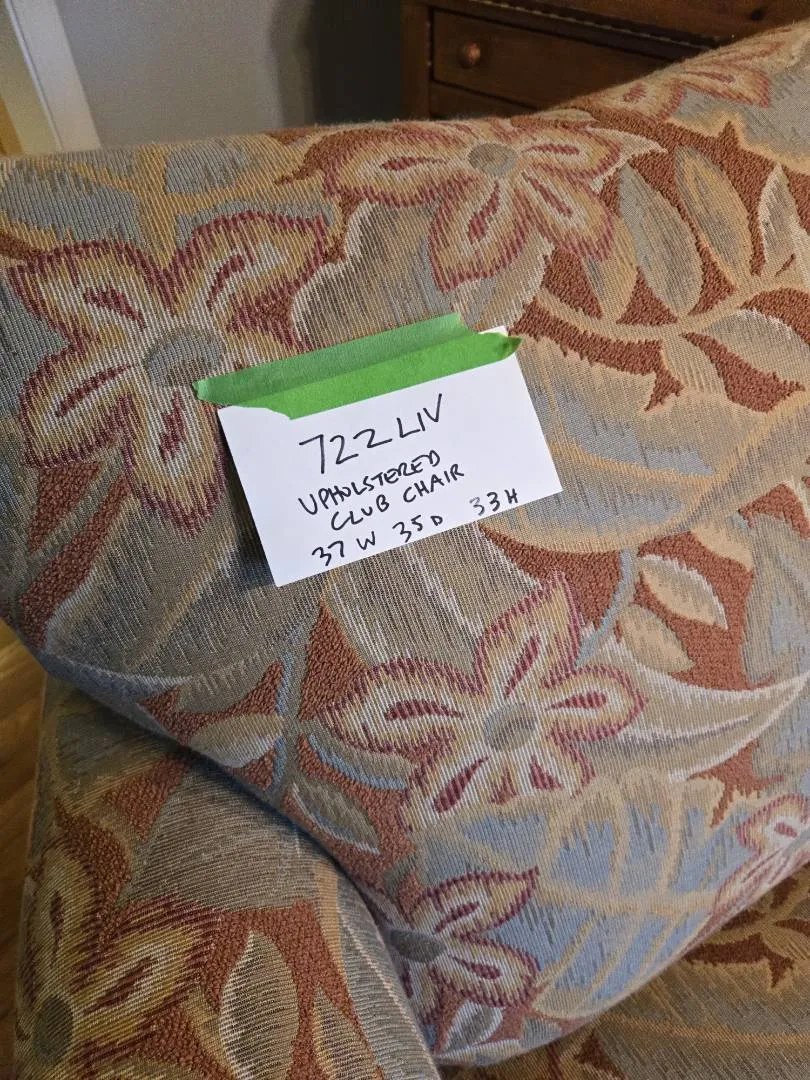 722 LIV
UPHOLSTERED
CLUB CHAIR
37 W 35 D 33 H